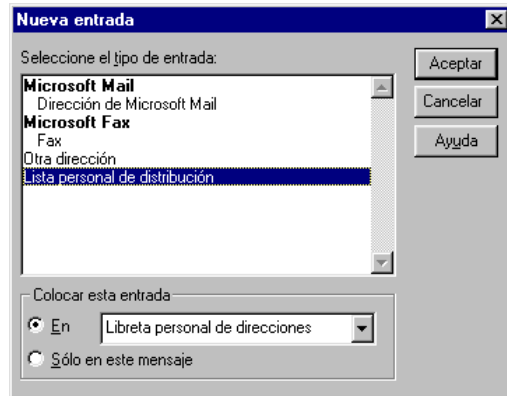 Nueva entrada
Seleccione el tipo de entrada:
Microsoft Mail
Dirección de Microsoft Mail
Microsoft Fax
Fax
Otra dirección
Lista personal de distribución
Aceptar
Cancelar
Ayuda
Colocar esta entrada
En Libreta personal de direcciones
Sólo en este mensaje